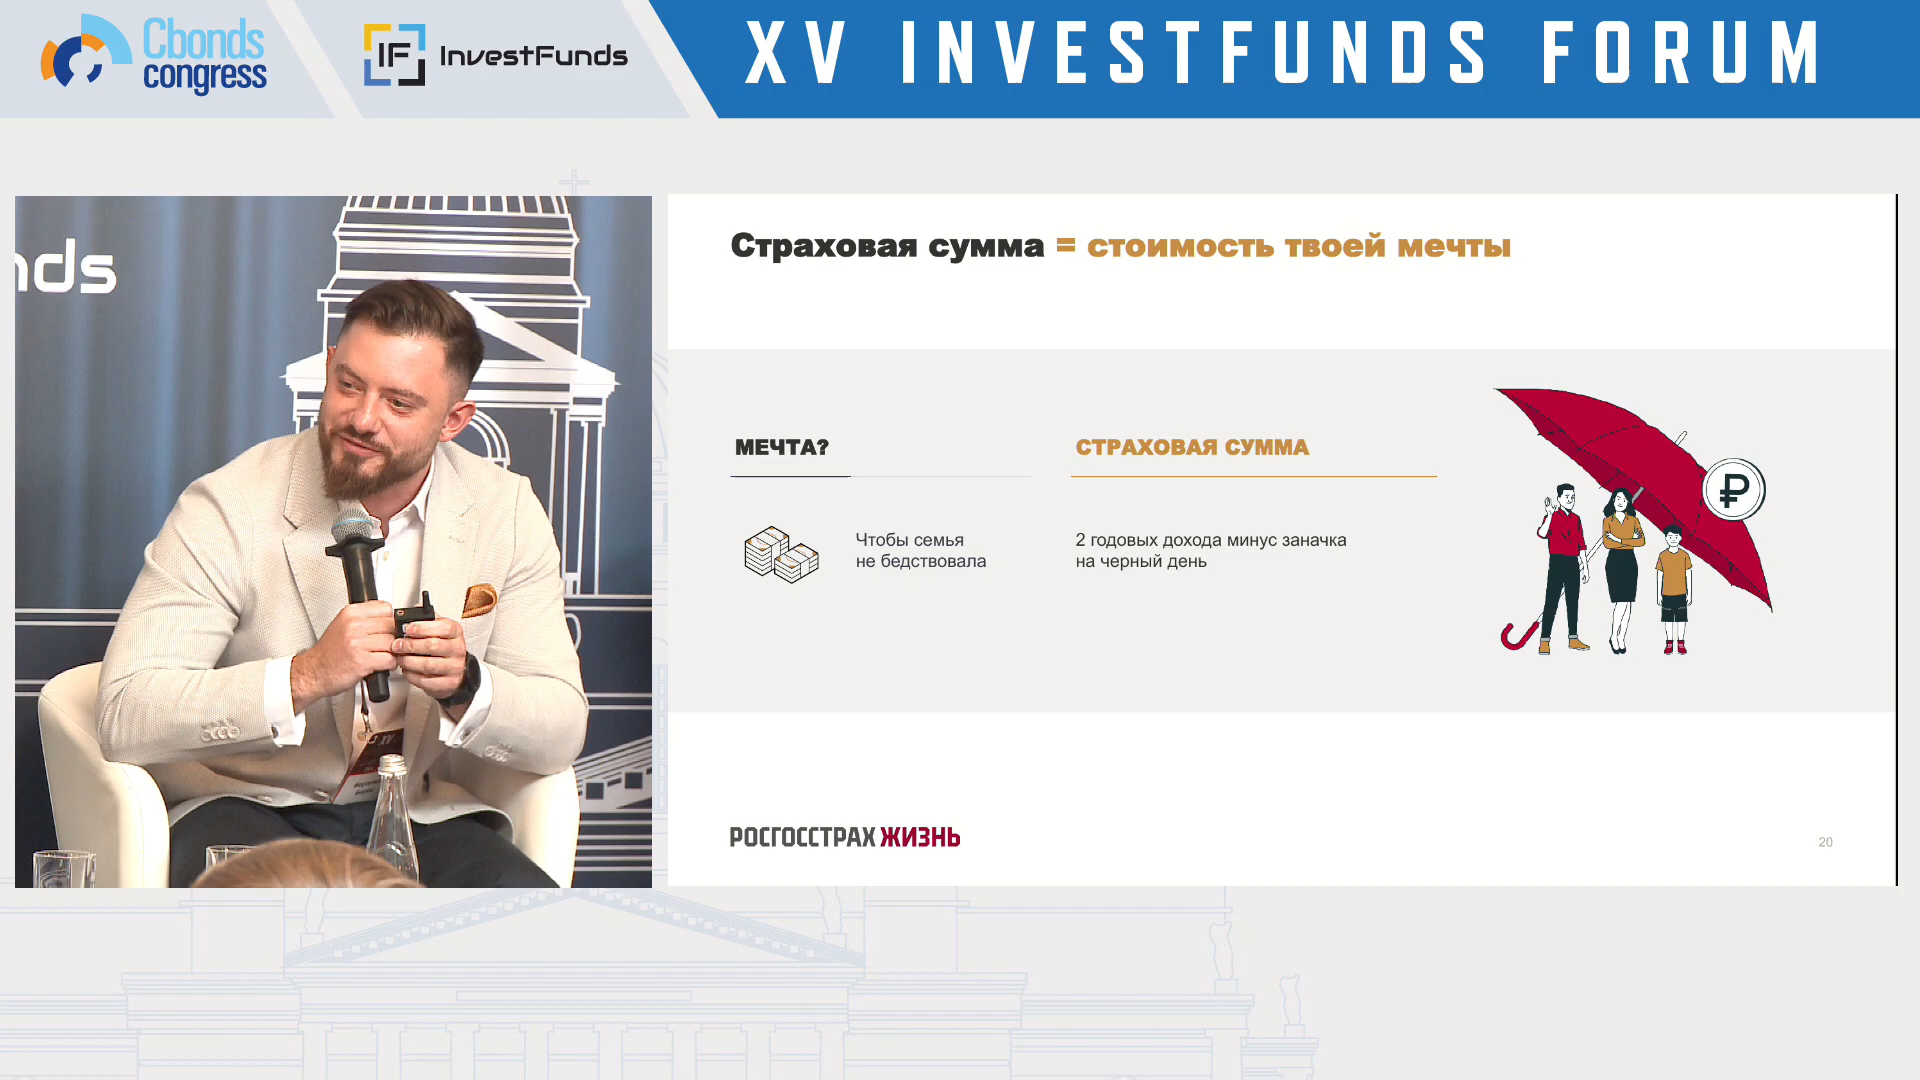 Cbonds
congress
IF InvestFunds
XV INVESTFUNDS FORUM
nds
Страховая сумма = стоимость твоей мечты
МЕЧТА?
СТРАХОВАЯ СУММА
Чтобы семья
не бедствовала
2 годовых дохода минус заначка
на черный день
₽
РОСГОССТРАХ ЖИЗНЬ
20